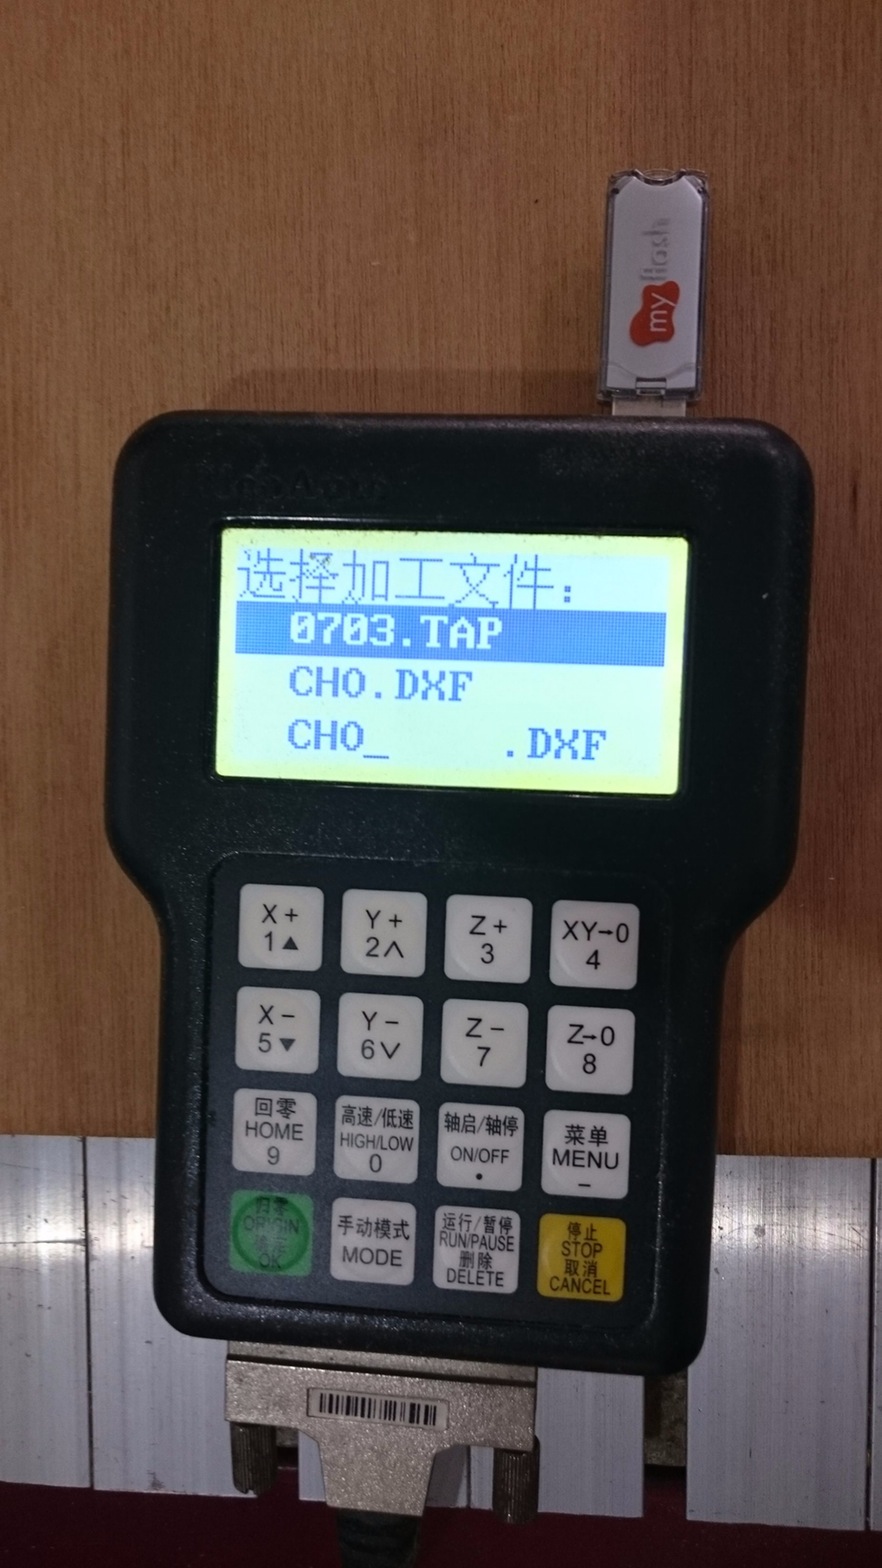 myflash
选择加工文件:
0703.TAP
CHO.DXF
CHO_ .DXF
X+
1▲
Y+
2∧
Z+
3
XY→0
4
X−
5▼
Y−
6∨
Z−
7
Z→0
8
回零
HOME
9
高速/低速
HIGH/LOW
0
轴启/轴停
ON/OFF
•
菜单
MENU
−
ORIGIN
OK
手动模式
MODE
运行/暂停
RUN/PAUSE
删除
DELETE
停止
STOP
取消
CANCEL